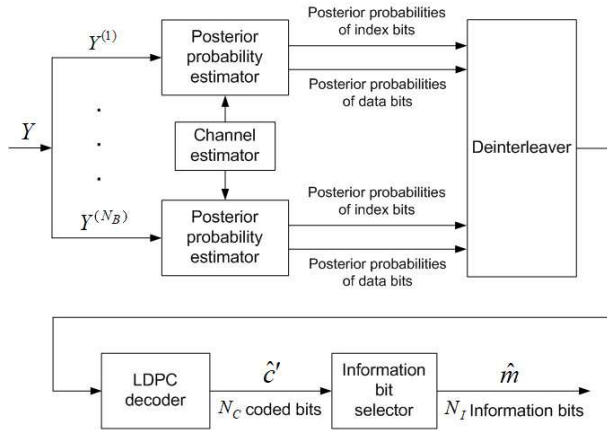 Posterior probabilities
of index bits
Y^{(1)}
Posterior
probability
estimator
Posterior probabilities
of data bits
.
.
.
Y
Channel
estimator
Deinterleaver
Posterior probabilities
of index bits
Y^{(N_B)}
Posterior
probability
estimator
Posterior probabilities
of data bits
LDPC
decoder
ĉ′
N_C coded bits
Information
bit
selector
m̂
N_I Information bits